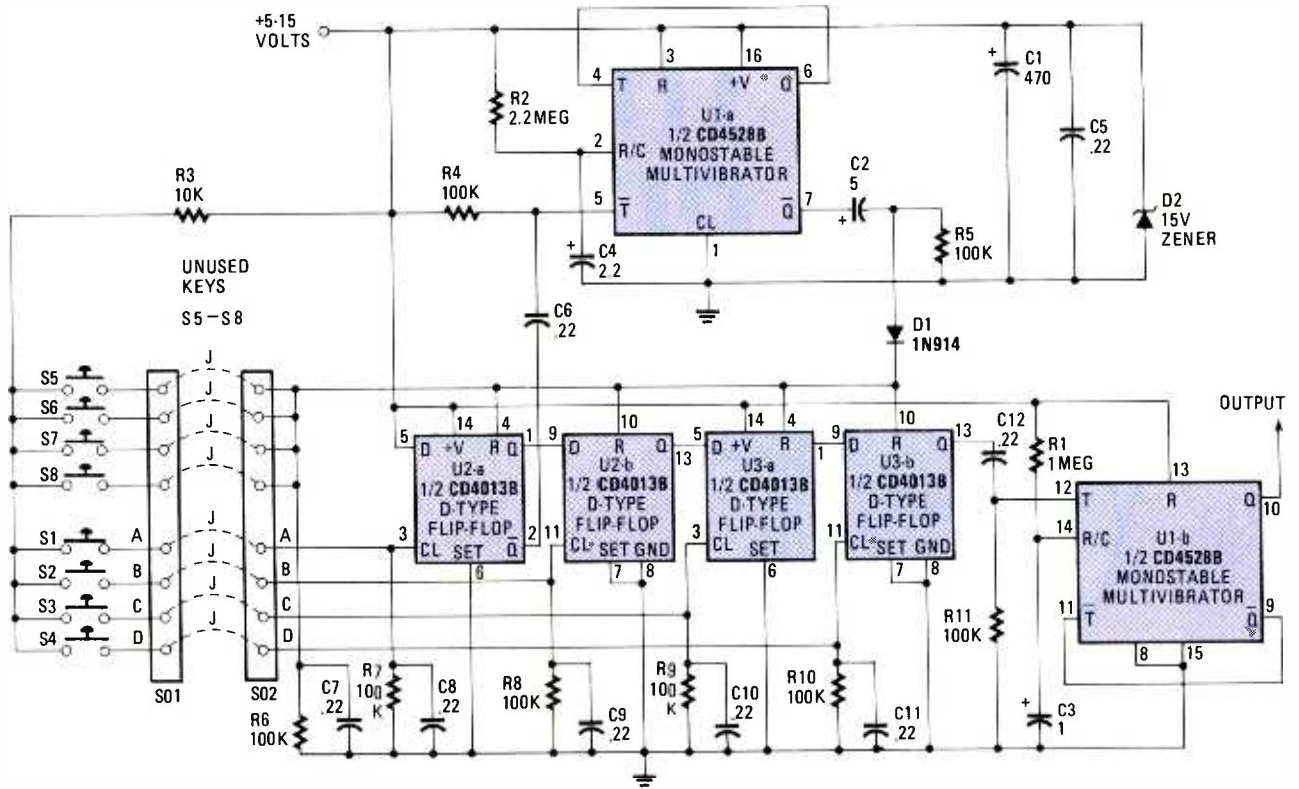 +5-15
VOLTS
R2
2.2MEG
4
3
16
6
T
R
+V
Q
U1-a
1/2 CD4528B
MONOSTABLE
MULTIVIBRATOR
2
R/C
5
T̅
CL
1
7
Q̅
+
C1
470
C5
.22
D2
15V
ZENER
C2
5
+
R5
100K
R3
10K
R4
100K
+
C4
2.2
C6
.22
D1
1N914
UNUSED
KEYS
S5-S8
J
J
J
J
J
J
J
J
S5
S6
S7
S8
S1
A
A
S2
B
B
S3
C
C
S4
D
D
S01
S02
5
14
4
1
D
+V
R
Q
U2-a
1/2 CD4013B
D-TYPE
FLIP-FLOP
3
CL
SET
Q̅
2
6
9
10
13
D
R
Q
U2-b
1/2 CD4013B
D-TYPE
FLIP-FLOP
11
CL
SET
GND
7
8
5
14
4
1
D
+V
R
Q
U3-a
1/2 CD4013B
D-TYPE
FLIP-FLOP
3
CL
SET
6
9
10
13
D
R
Q
U3-b
1/2 CD4013B
D-TYPE
FLIP-FLOP
11
CL
SET
GND
7
8
C12
.22
R1
1MEG
OUTPUT
12
13
10
T
R
Q
14
R/C
U1-b
1/2 CD4528B
MONOSTABLE
MULTIVIBRATOR
11
T̅
9
Q̅
8
15
R11
100K
+
C3
1
R6
100K
C7
.22
R7
100
K
C8
.22
R8
100K
C9
.22
R9
100
K
C10
.22
R10
100K
C11
.22